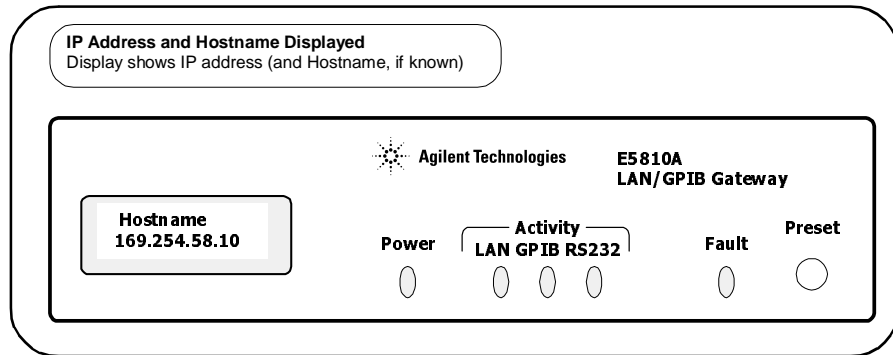 IP Address and Hostname Displayed
Display shows IP address (and Hostname, if known)
Agilent Technologies
E5810A
LAN/GPIB Gateway
Hostname
169.254.58.10
Power
Activity
LAN GPIB RS232
Fault
Preset